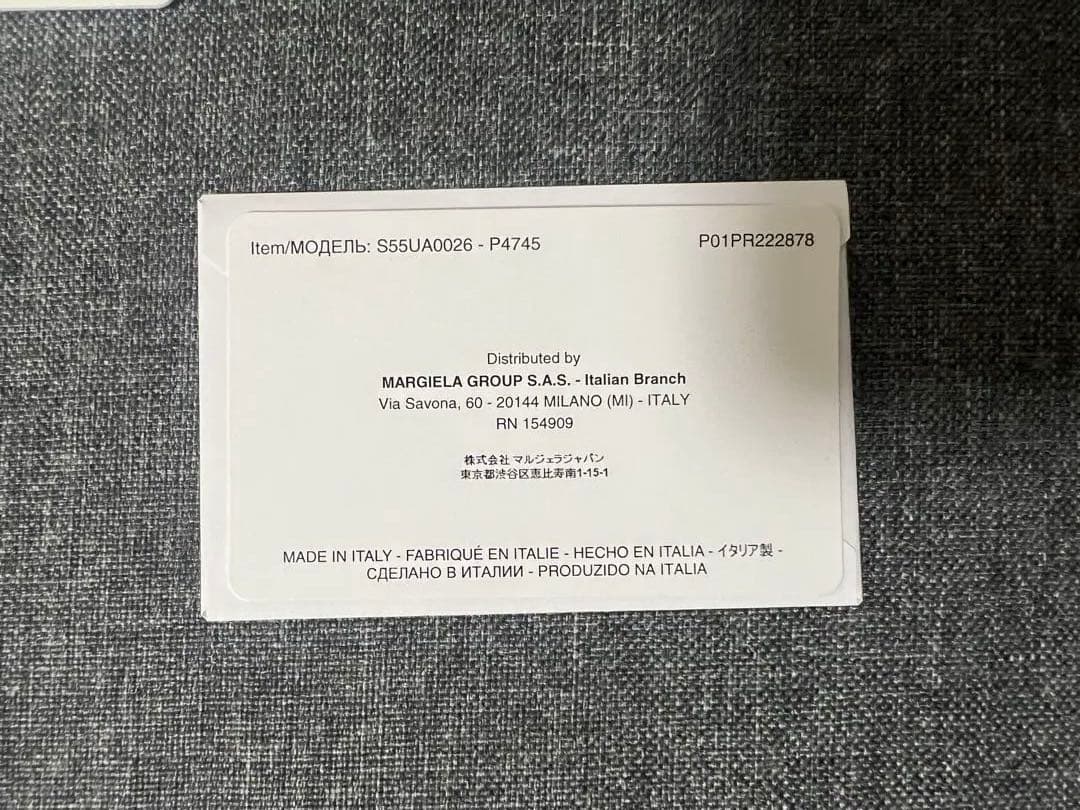 Item/МОДЕЛЬ: S55UA0026 - P4745
P01PR222878
Distributed by
MARGIELA GROUP S.A.S. - Italian Branch
Via Savona, 60 - 20144 MILANO (MI) - ITALY
RN 154909
株式会社 マルジェラジャパン
東京都渋谷区恵比寿南1-15-1
MADE IN ITALY - FABRIQUÉ EN ITALIE - HECHO EN ITALIA - イタリア製 -
СДЕЛАНО В ИТАЛИИ - PRODUZIDO NA ITALIA